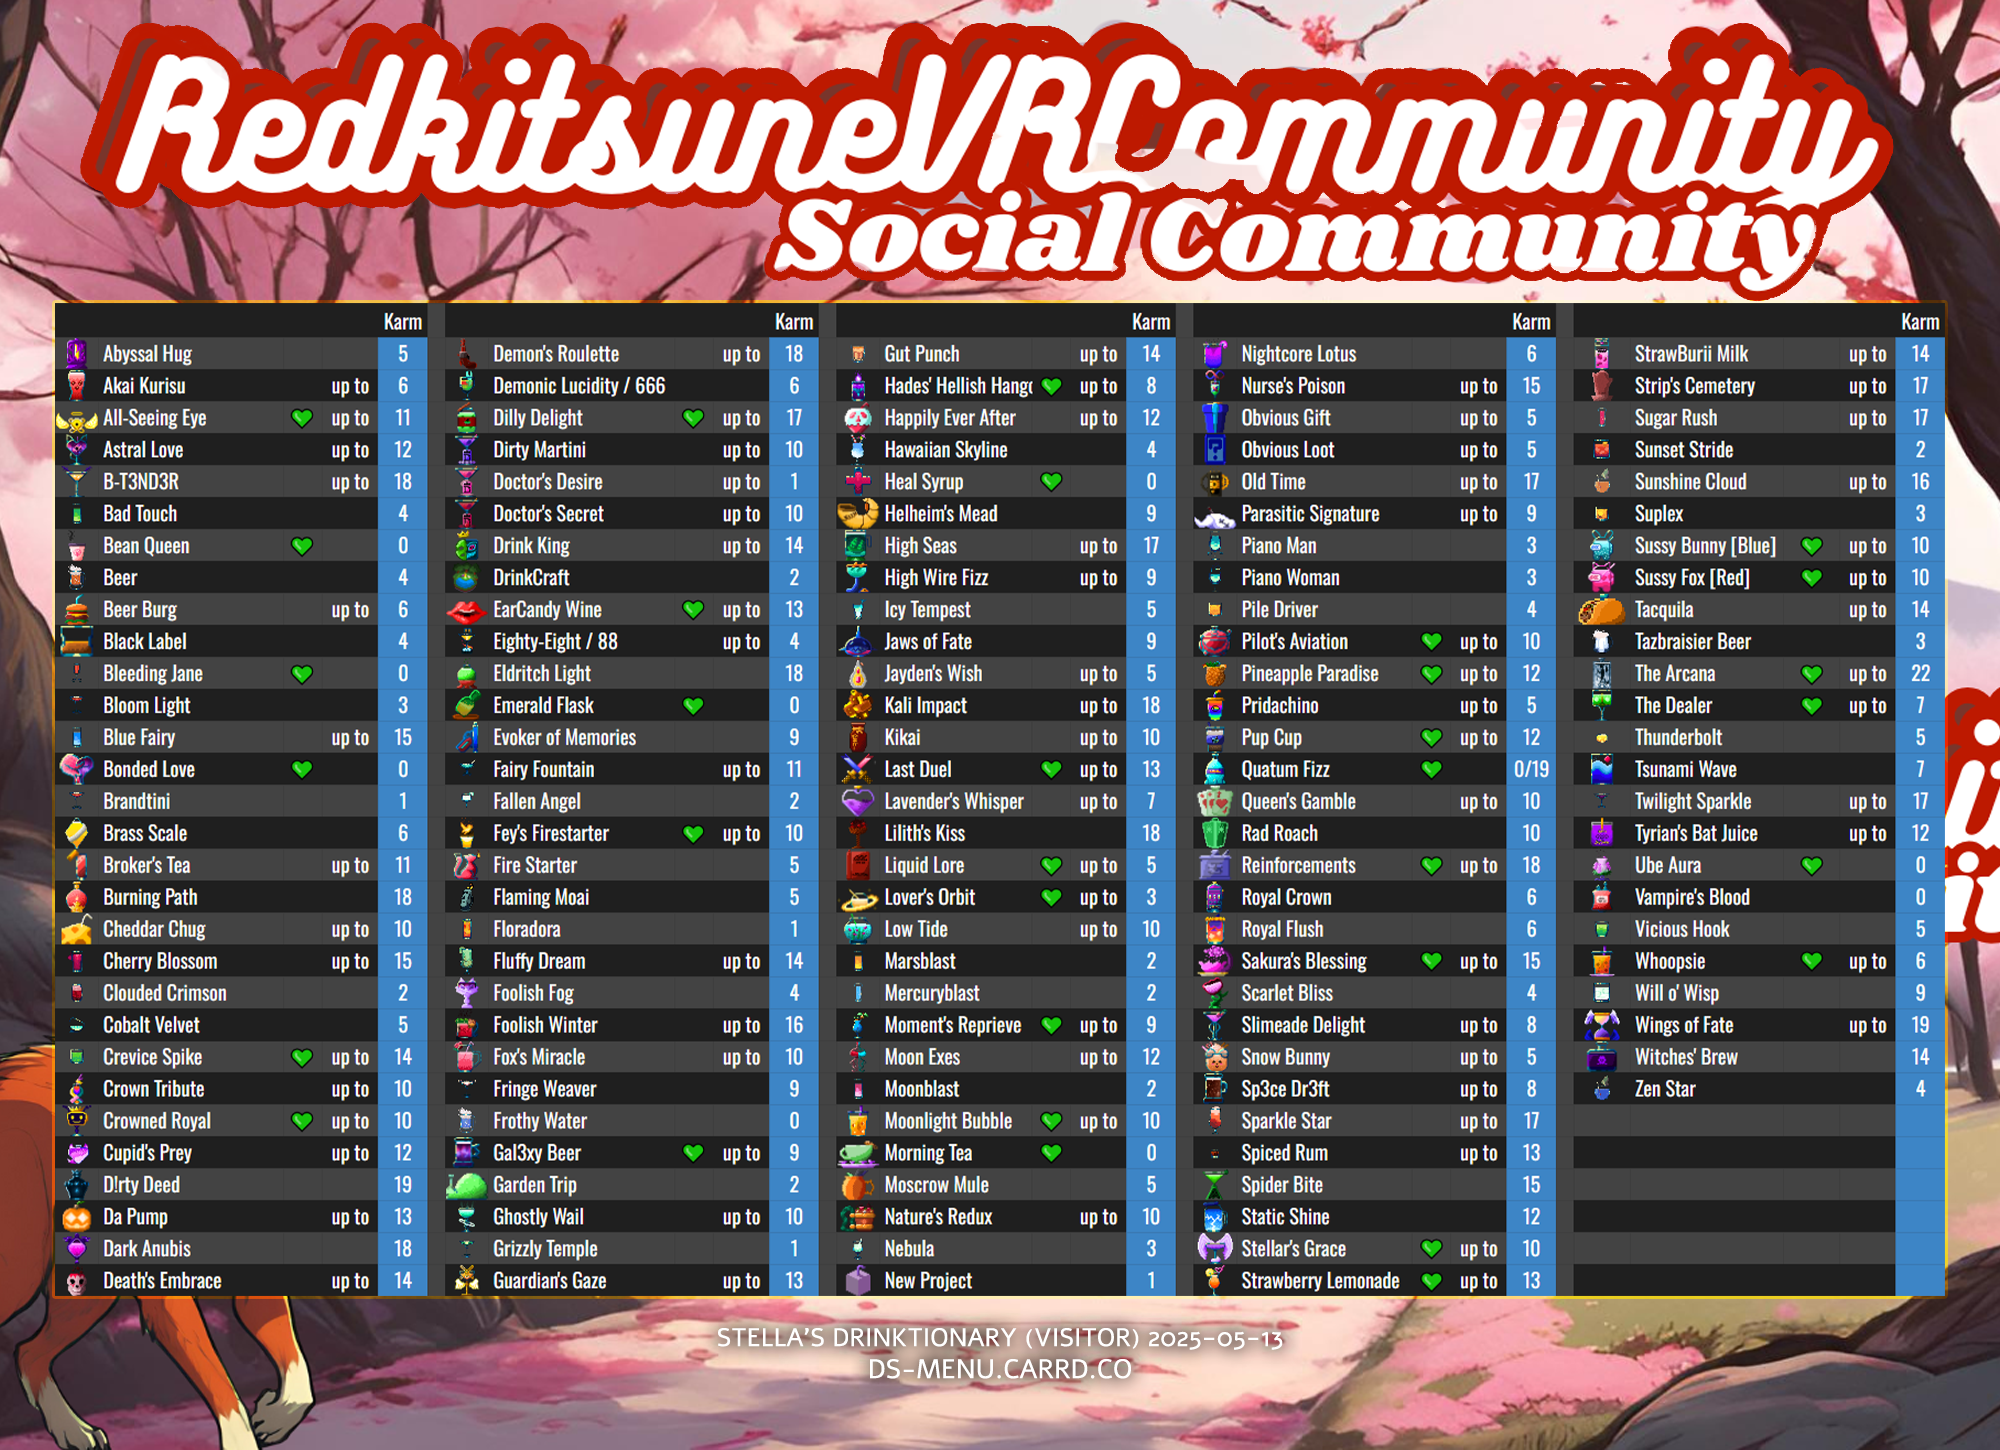 RedkitsuneVRCommunity
Social Community
Karm
Abyssal Hug 5
Akai Kurisu up to 6
All-Seeing Eye up to 11
Astral Love up to 12
B-T3ND3R up to 18
Bad Touch 4
Bean Queen 0
Beer 4
Beer Burg up to 6
Black Label 4
Bleeding Jane 0
Bloom Light 3
Blue Fairy up to 15
Bonded Love 0
Brandtini 1
Brass Scale 6
Broker's Tea up to 11
Burning Path 18
Cheddar Chug up to 10
Cherry Blossom up to 15
Clouded Crimson 2
Cobalt Velvet 5
Crevice Spike up to 14
Crown Tribute up to 10
Crowned Royal up to 10
Cupid's Prey up to 12
D!rty Deed 19
Da Pump up to 13
Dark Anubis 18
Death's Embrace up to 14
Karm
Demon's Roulette up to 18
Demonic Lucidity / 666 6
Dilly Delight up to 17
Dirty Martini up to 10
Doctor's Desire up to 1
Doctor's Secret up to 10
Drink King up to 14
DrinkCraft 2
EarCandy Wine up to 13
Eighty-Eight / 88 up to 4
Eldritch Light 18
Emerald Flask 0
Evoker of Memories 9
Fairy Fountain up to 11
Fallen Angel 2
Fey's Firestarter up to 10
Fire Starter 5
Flaming Moai 5
Floradora 1
Fluffy Dream up to 14
Foolish Fog 4
Foolish Winter up to 16
Fox's Miracle up to 10
Fringe Weaver 9
Frothy Water 0
Gal3xy Beer up to 9
Garden Trip 2
Ghostly Wail up to 10
Grizzly Temple 1
Guardian's Gaze up to 13
Karm
Gut Punch up to 14
Hades' Hellish Hango up to 8
Happily Ever After up to 12
Hawaiian Skyline 4
Heal Syrup 0
Helheim's Mead 9
High Seas up to 17
High Wire Fizz up to 9
Icy Tempest 5
Jaws of Fate 9
Jayden's Wish up to 5
Kali Impact up to 18
Kikai up to 10
Last Duel up to 13
Lavender's Whisper up to 7
Lilith's Kiss 18
Liquid Lore up to 5
Lover's Orbit up to 3
Low Tide up to 10
Marsblast 2
Mercuryblast 2
Moment's Reprieve up to 9
Moon Exes up to 12
Moonblast 2
Moonlight Bubble up to 10
Morning Tea 0
Moscrow Mule 5
Nature's Redux up to 10
Nebula 3
New Project 1
Karm
Nightcore Lotus 6
Nurse's Poison up to 15
Obvious Gift up to 5
Obvious Loot up to 5
Old Time up to 17
Parasitic Signature up to 9
Piano Man 3
Piano Woman 3
Pile Driver 4
Pilot's Aviation up to 10
Pineapple Paradise up to 12
Pridachino up to 5
Pup Cup up to 12
Quatum Fizz 0/19
Queen's Gamble up to 10
Rad Roach 10
Reinforcements up to 18
Royal Crown 6
Royal Flush 6
Sakura's Blessing up to 15
Scarlet Bliss 4
Slimeade Delight up to 8
Snow Bunny up to 5
Sp3ce Dr3ft up to 8
Sparkle Star up to 17
Spiced Rum up to 13
Spider Bite 15
Static Shine 12
Stellar's Grace up to 10
Strawberry Lemonade up to 13
Karm
StrawBurii Milk up to 14
Strip's Cemetery up to 17
Sugar Rush up to 17
Sunset Stride 2
Sunshine Cloud up to 16
Suplex 3
Sussy Bunny [Blue] up to 10
Sussy Fox [Red] up to 10
Tacquila up to 14
Tazbraisier Beer 3
The Arcana up to 22
The Dealer up to 7
Thunderbolt 5
Tsunami Wave 7
Twilight Sparkle up to 17
Tyrian's Bat Juice up to 12
Ube Aura 0
Vampire's Blood 0
Vicious Hook 5
Whoopsie up to 6
Will o' Wisp 9
Wings of Fate up to 19
Witches' Brew 14
Zen Star 4
STELLA'S DRINKTIONARY (VISITOR) 2025-05-13
DS-MENU.CARRD.CO